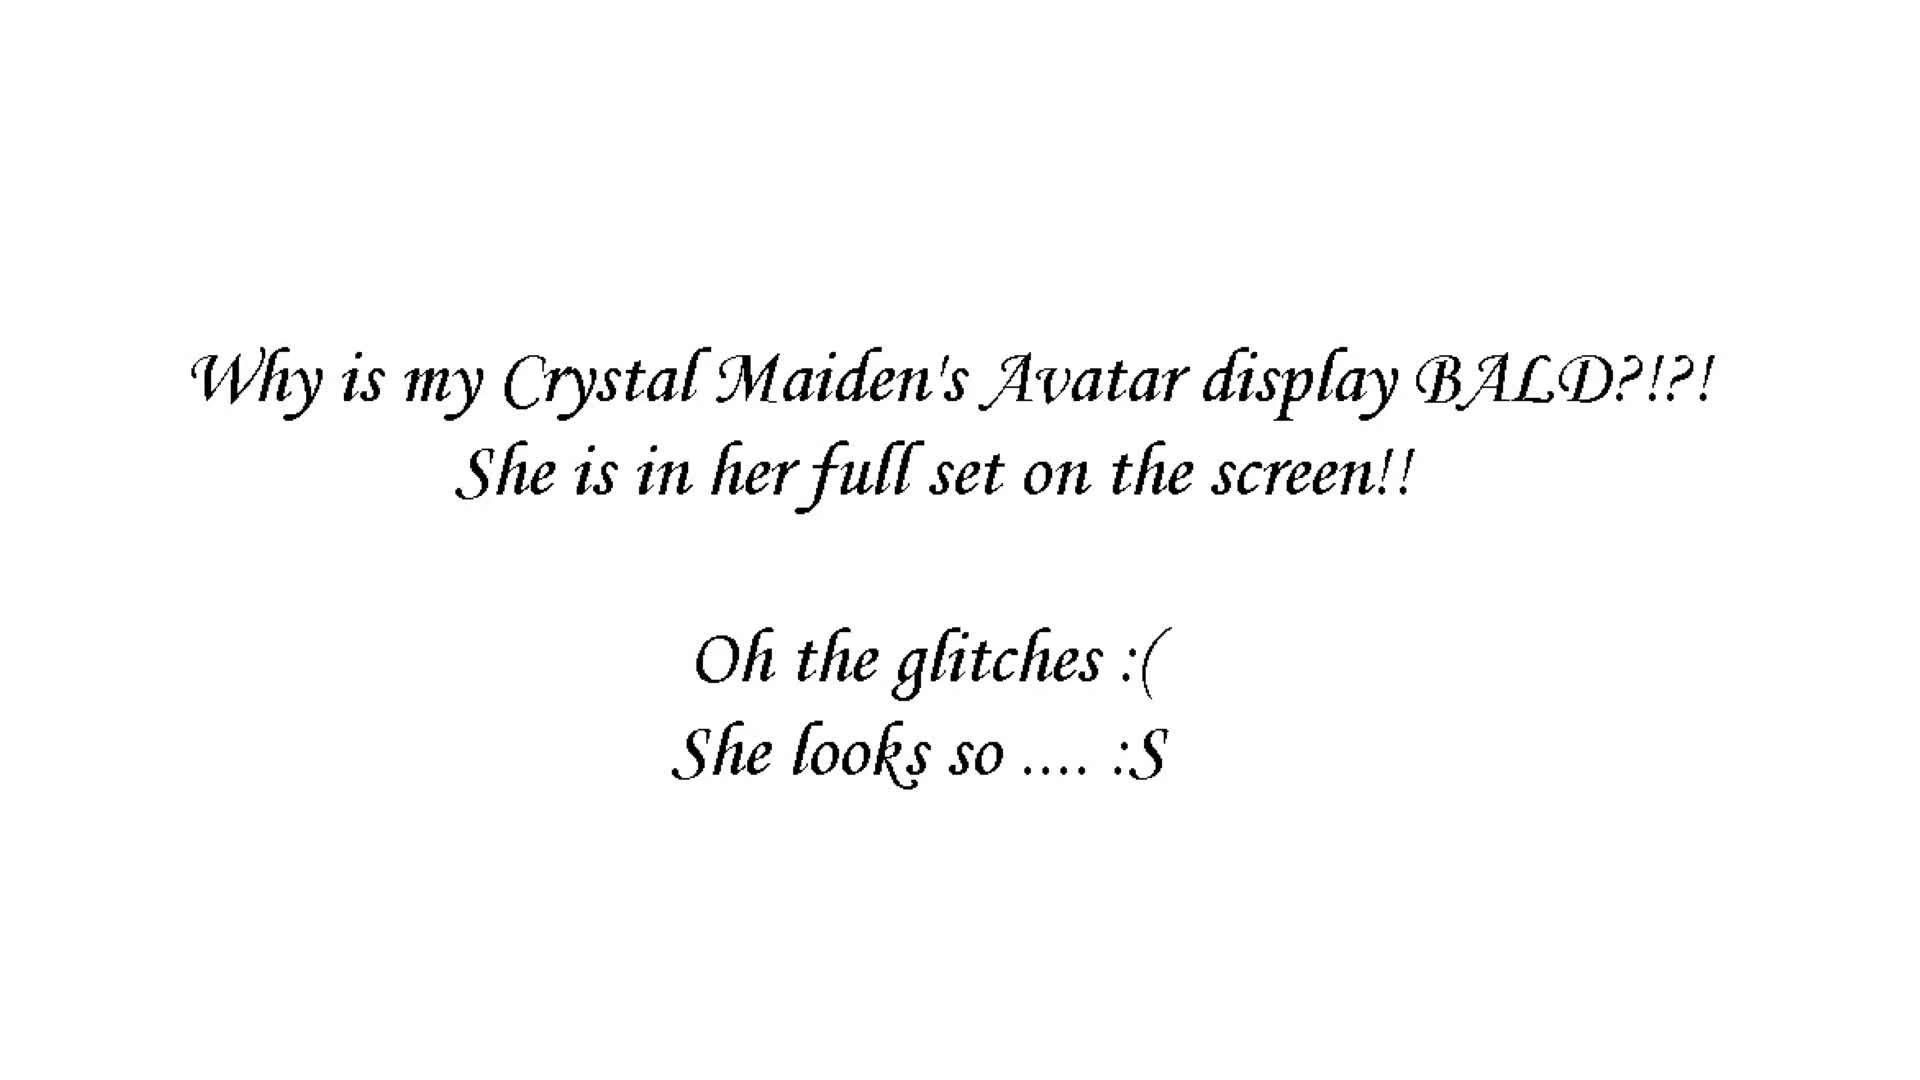 Why is my Crystal Maiden's Avatar display BALD?!?!
She is in her full set on the screen!!
Oh the glitches :(
She looks so .... :S